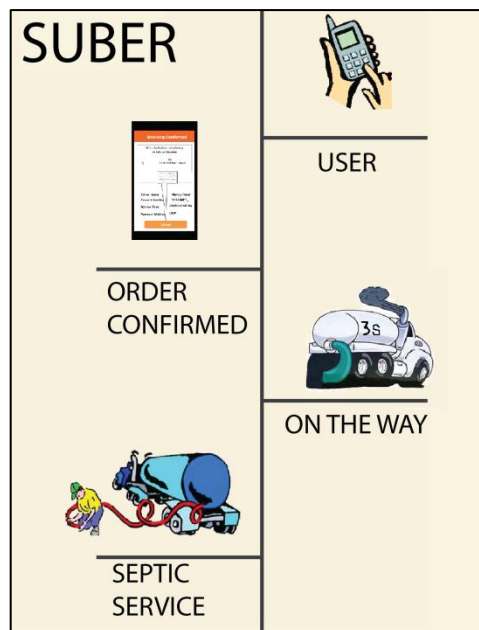 SUBER
USER
ORDER
CONFIRMED
3s
ON THE WAY
SEPTIC
SERVICE